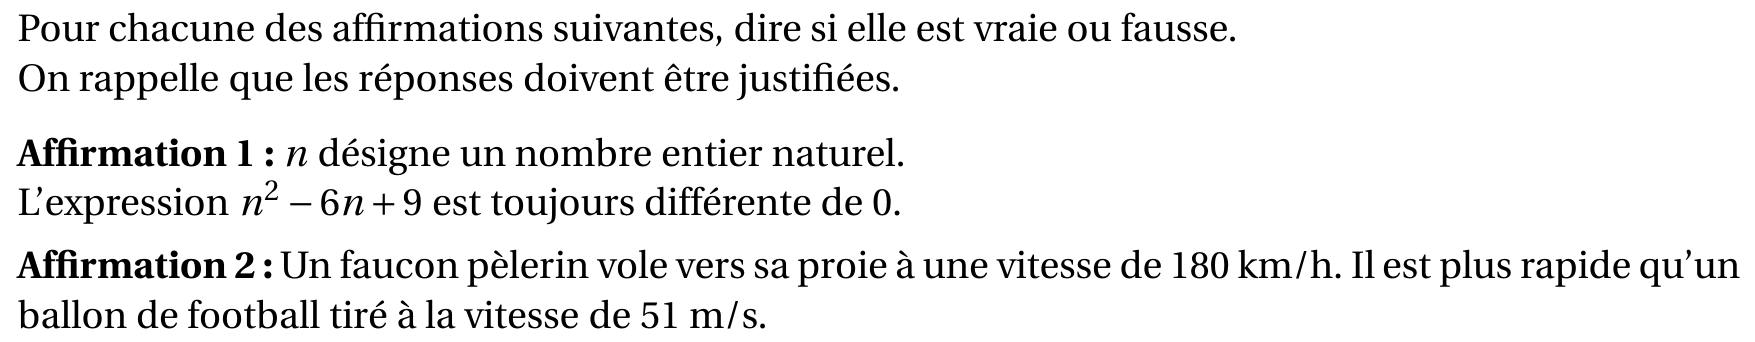 Pour chacune des affirmations suivantes, dire si elle est vraie ou fausse.
On rappelle que les réponses doivent être justifiées.
Affirmation 1 : n désigne un nombre entier naturel.
L’expression n² − 6n + 9 est toujours différente de 0.
Affirmation 2 : Un faucon pèlerin vole vers sa proie à une vitesse de 180 km/h. Il est plus rapide qu’un
ballon de football tiré à la vitesse de 51 m/s.